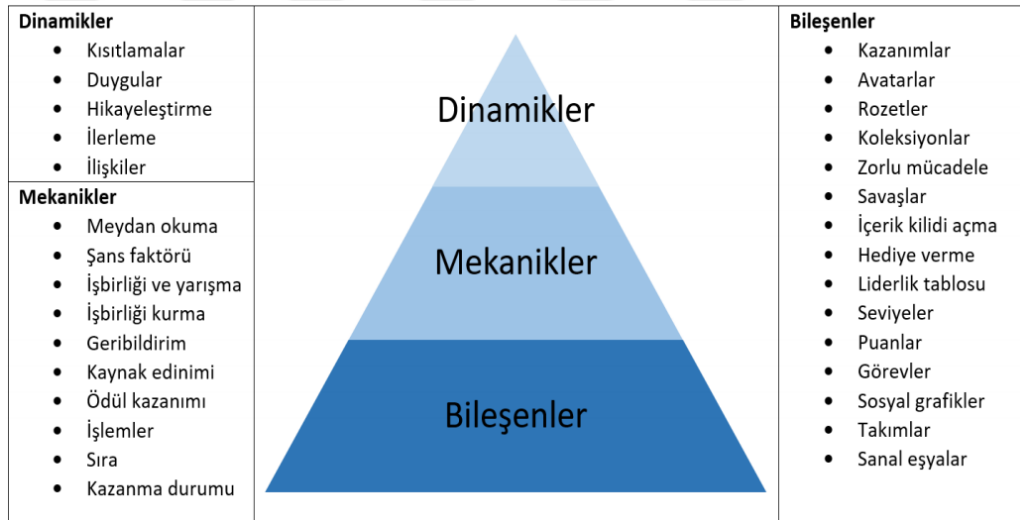 Dinamikler
Kısıtlamalar
Duygular
Hikayeleştirme
İlerleme
İlişkiler
Mekanikler
Meydan okuma
Şans faktörü
İşbirliği ve yarışma
İşbirliği kurma
Geribildirim
Kaynak edinimi
Ödül kazanımı
İşlemler
Sıra
Kazanma durumu
Dinamikler
Mekanikler
Bileşenler
Bileşenler
Kazanımlar
Avatarlar
Rozetler
Koleksiyonlar
Zorlu mücadele
Savaşlar
İçerik kilidi açma
Hediye verme
Liderlik tablosu
Seviyeler
Puanlar
Görevler
Sosyal grafikler
Takımlar
Sanal eşyalar